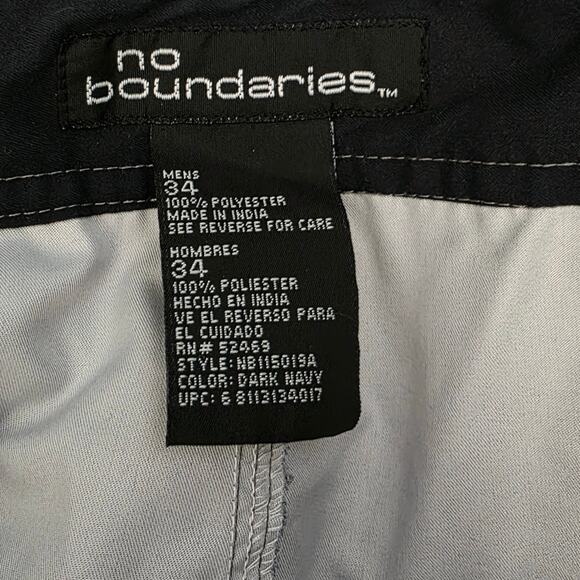 no
boundaries™
MENS
34
100% POLYESTER
MADE IN INDIA
SEE REVERSE FOR CARE
HOMBRES
34
100% POLIESTER
HECHO EN INDIA
VE EL REVERSO PARA
EL CUIDADO
RN# 52469
STYLE: NB115019A
COLOR: DARK NAVY
UPC: 6 8113134017